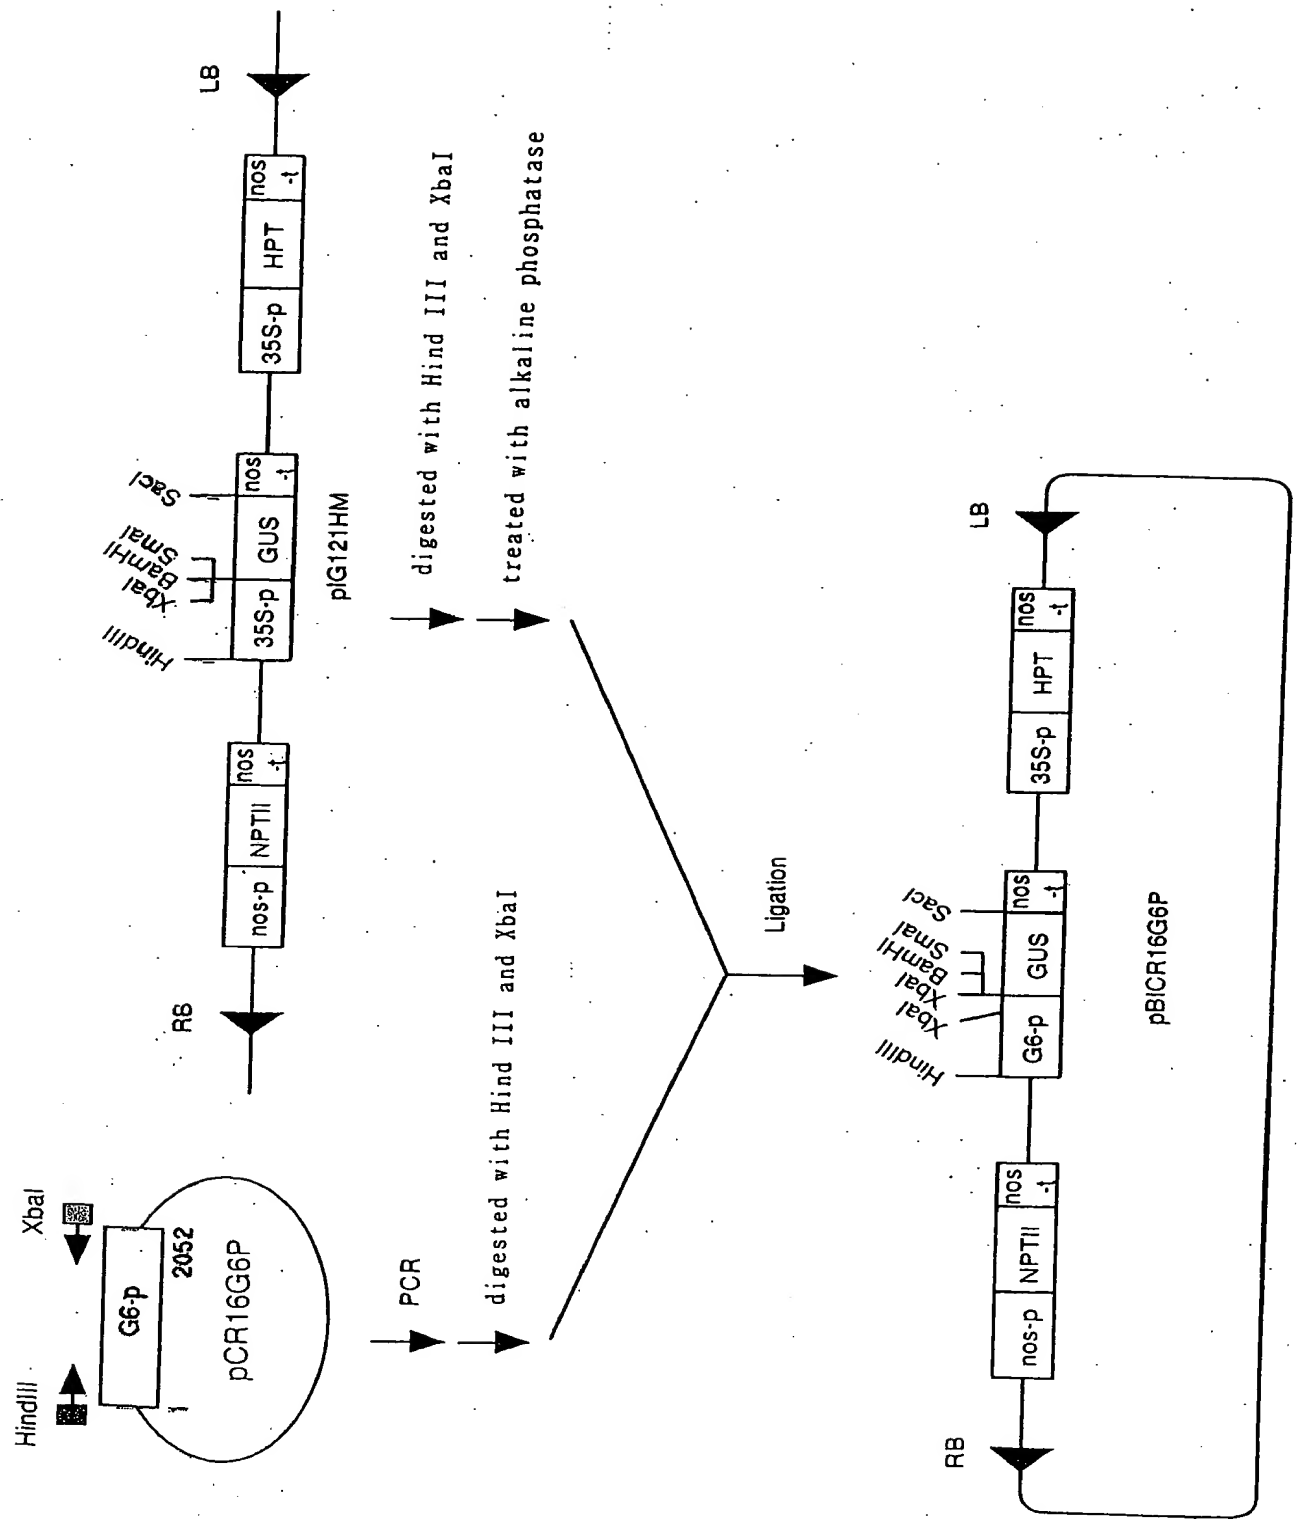 HindIII
XbaI
G6-p
1
2052
pCR16G6P
PCR
digested with Hind III and XbaI
RB
LB
nos-p
NPTII
nos
-t
HindIII
XbaI
BamHI
SmaI
SacI
35S-p
GUS
nos
-t
35S-p
HPT
nos
-t
pIG121HM
digested with Hind III and XbaI
treated with alkaline phosphatase
Ligation
RB
LB
nos-p
NPTII
nos
-t
HindIII
XbaI
XbaI
BamHI
SmaI
SacI
G6-p
GUS
nos
-t
35S-p
HPT
nos
-t
pBICR16G6P